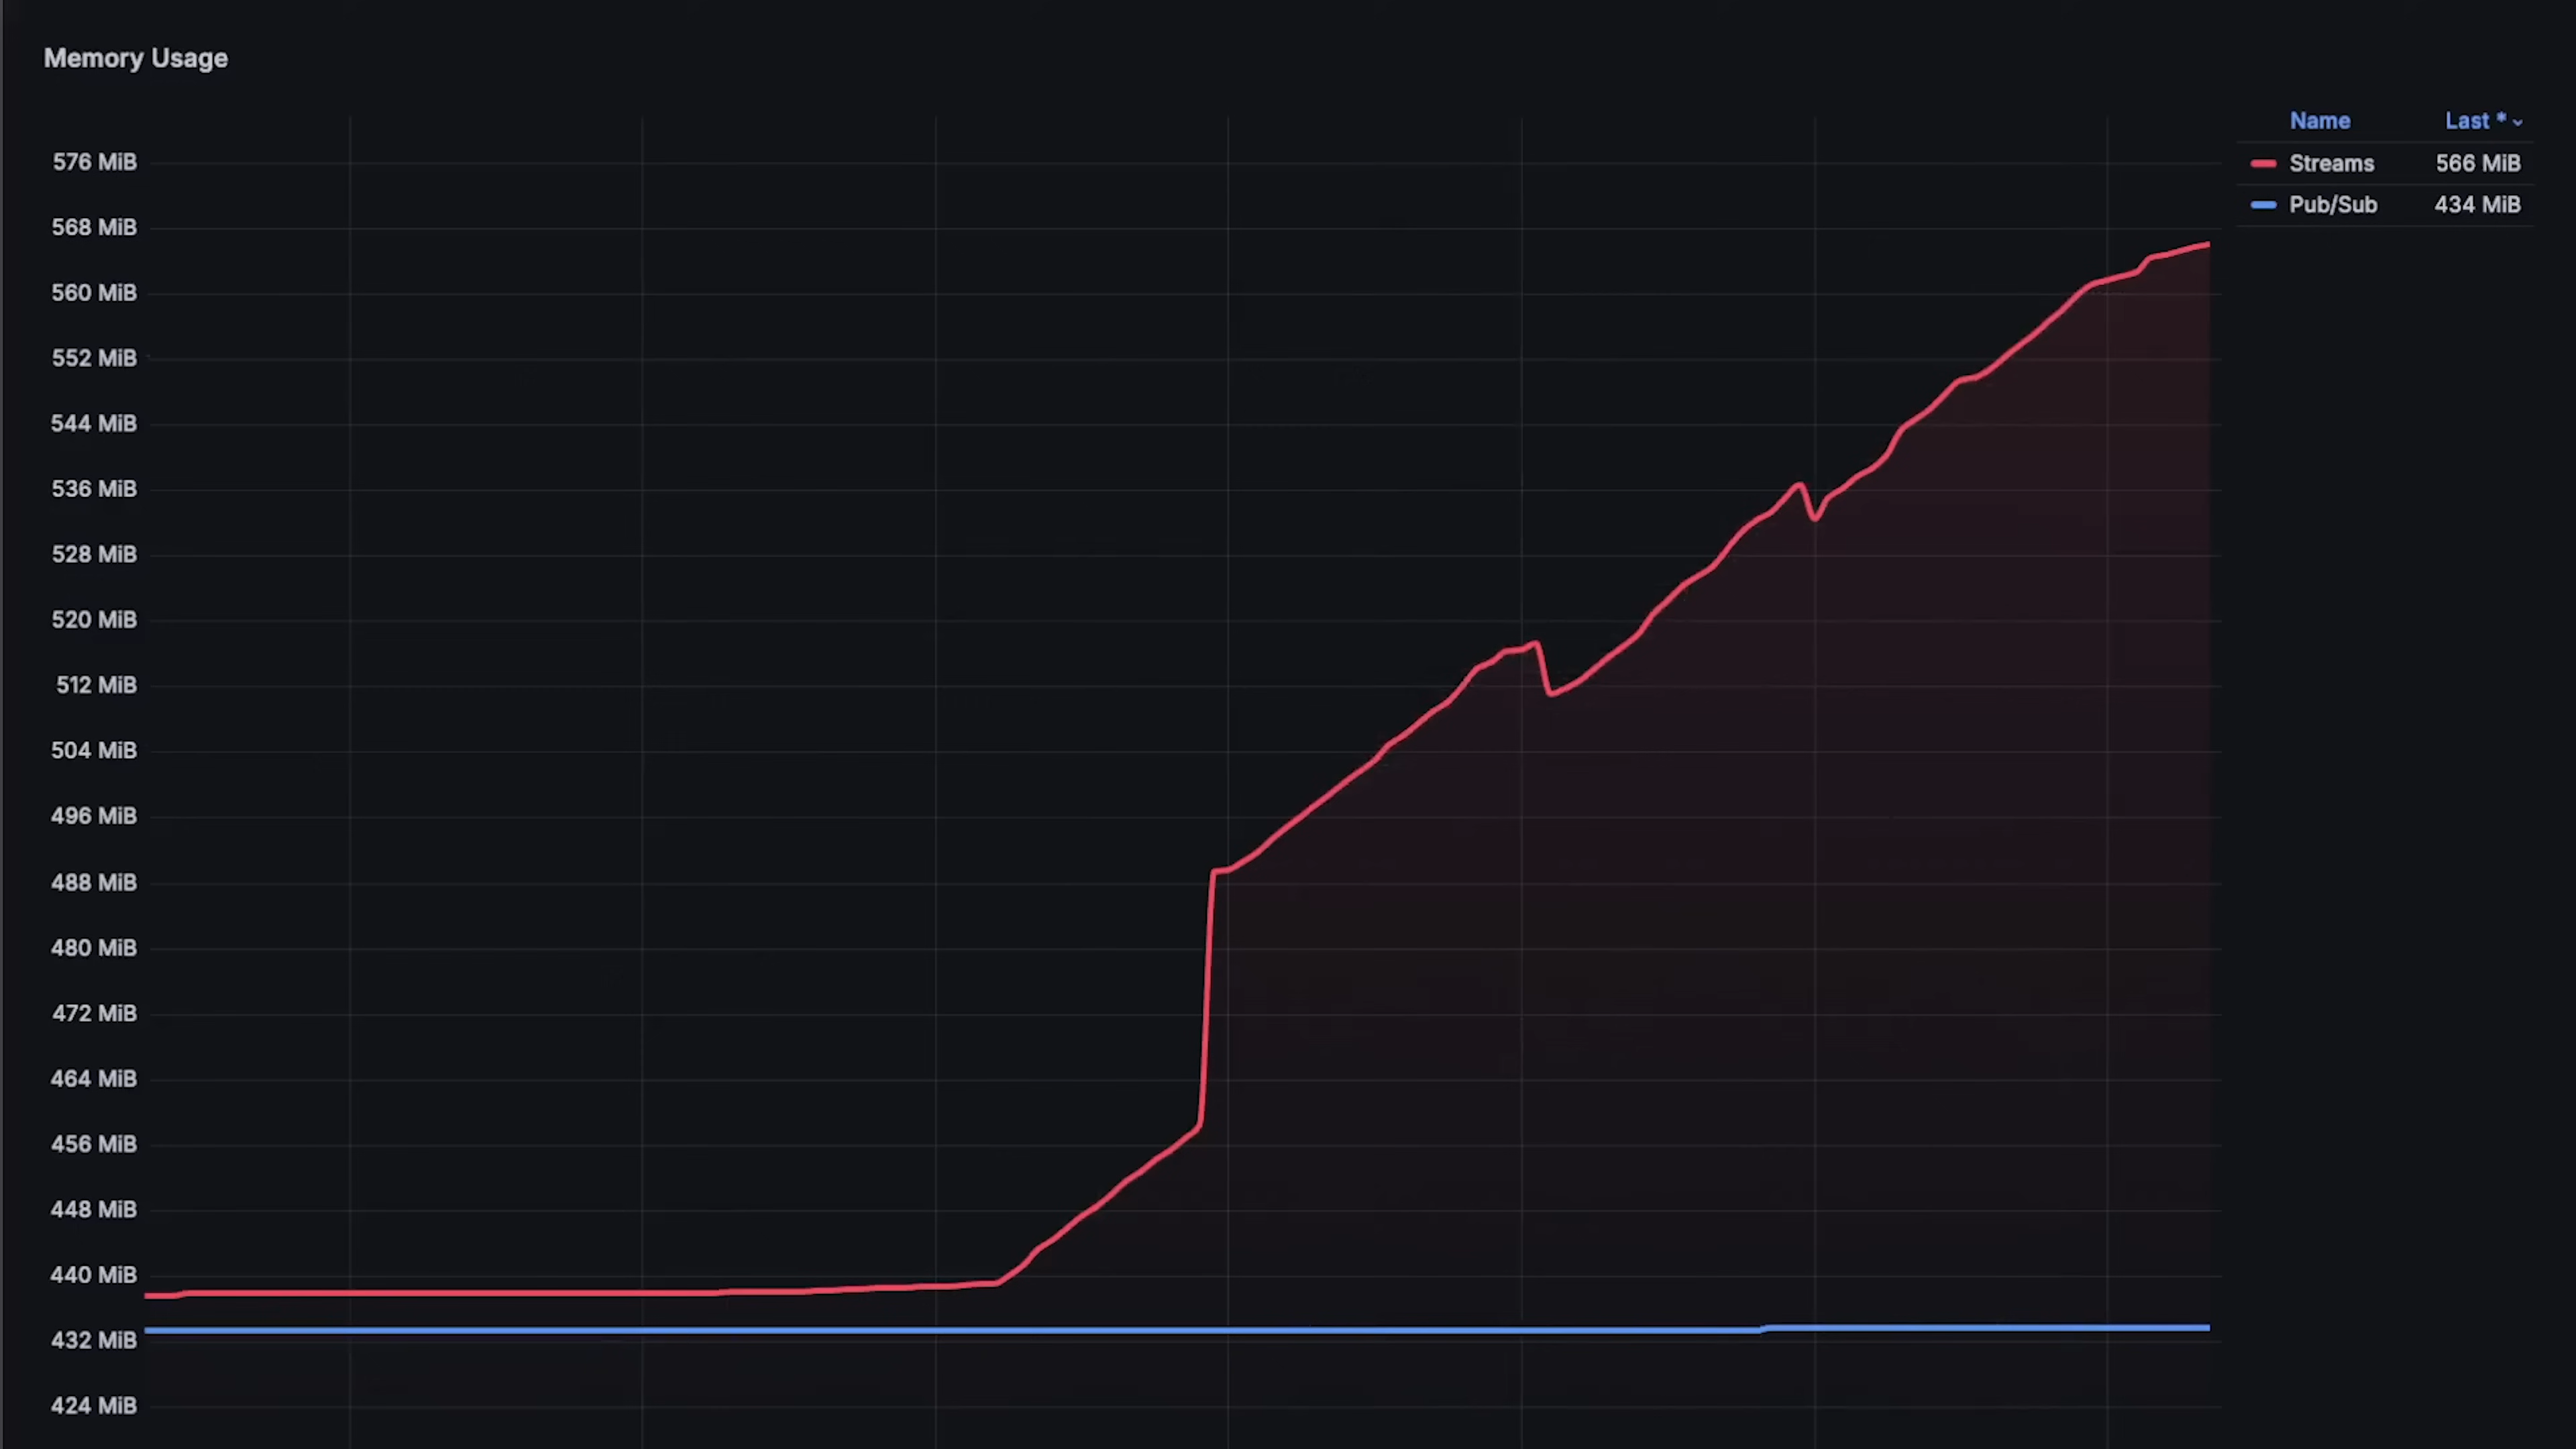 Memory Usage
Name Last *
Streams 566 MiB
Pub/Sub 434 MiB
576 MiB
568 MiB
560 MiB
552 MiB
544 MiB
536 MiB
528 MiB
520 MiB
512 MiB
504 MiB
496 MiB
488 MiB
480 MiB
472 MiB
464 MiB
456 MiB
448 MiB
440 MiB
432 MiB
424 MiB